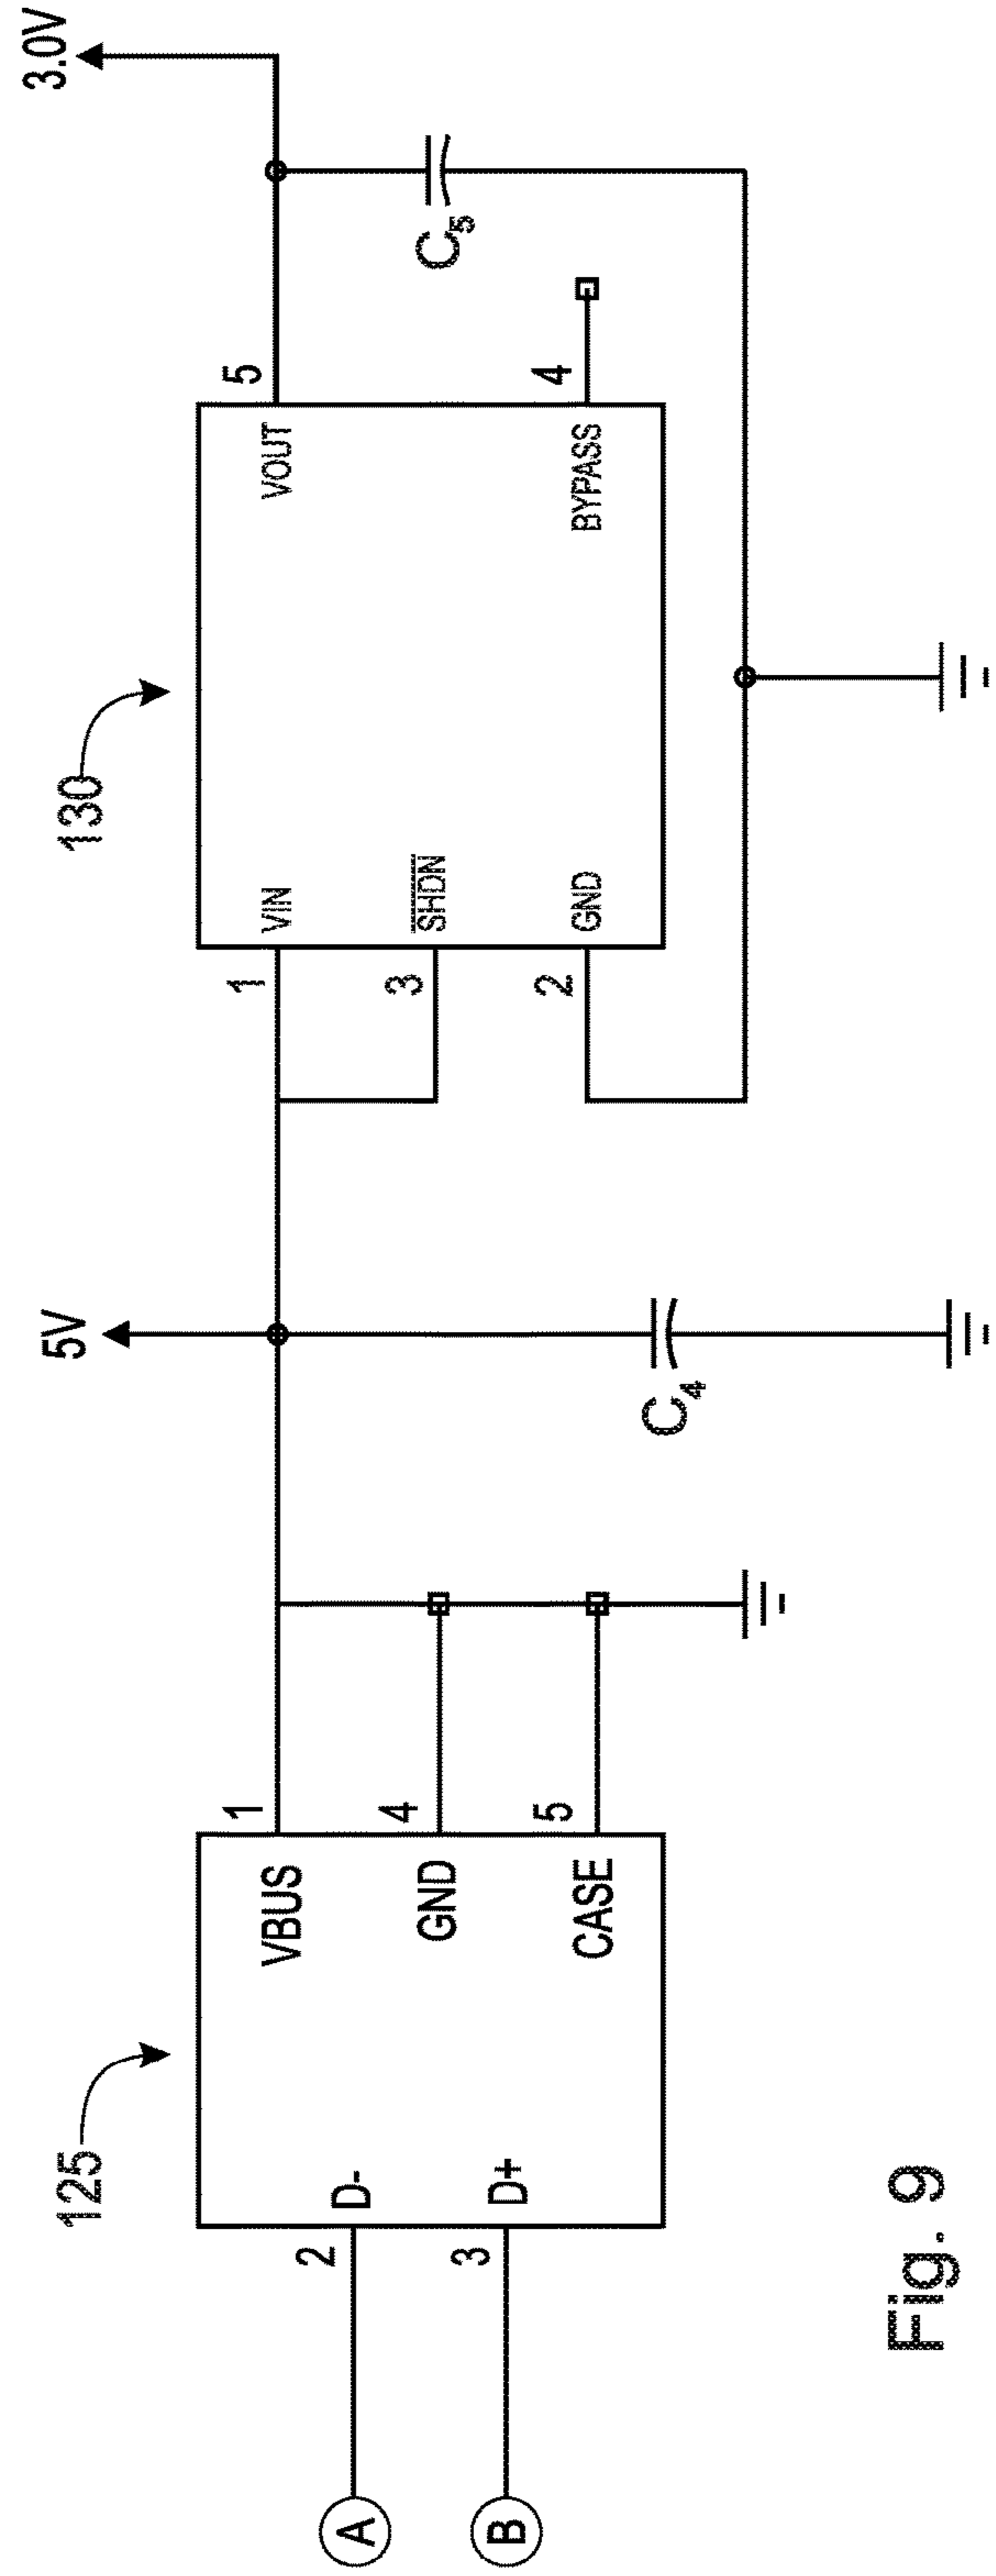 125
130
5V
3.0V
A
B
2
3
D-
D+
VBUS
GND
CASE
1
4
5
C4
1
3
2
VIN
S̅H̅D̅N̅
GND
VOUT
BYPASS
5
4
C5
Fig. 9